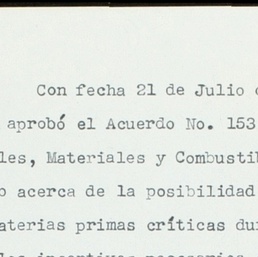 Con fecha 21 de Julio
aprobó el Acuerdo No. 153
les, Materiales y Combustib
acerca de la posibilidad
aterias primas críticas du